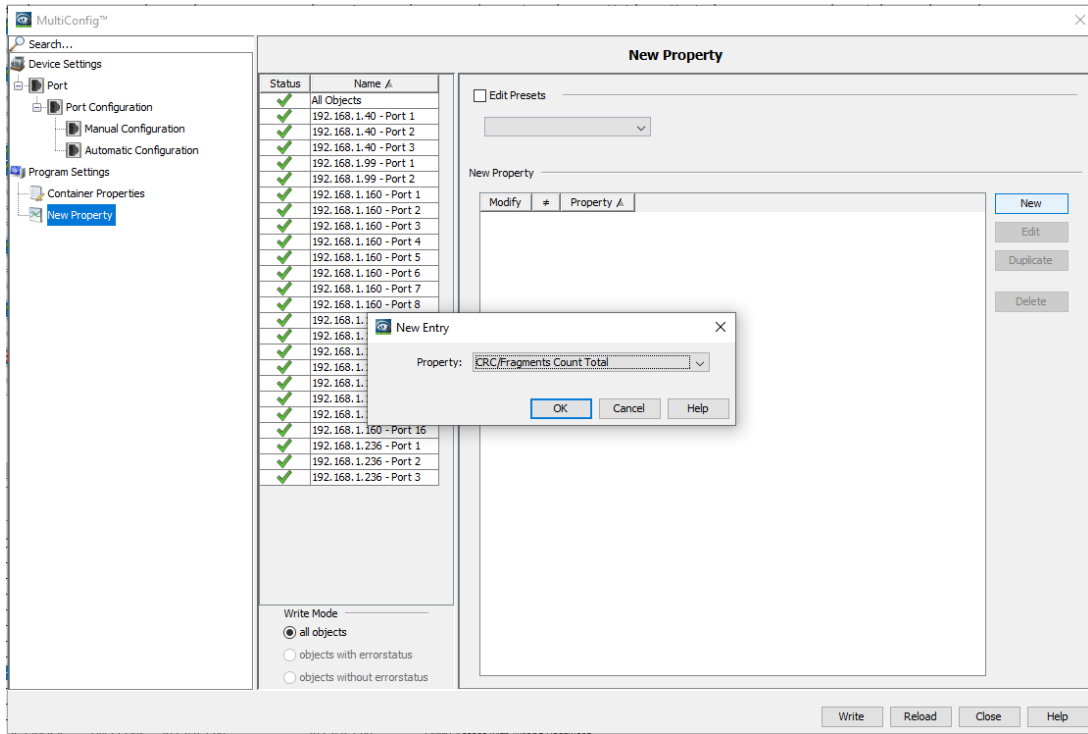 MultiConfig™
Search...
Device Settings
Port
Port Configuration
Manual Configuration
Automatic Configuration
Program Settings
Container Properties
New Property
New Property
Status Name
All Objects
192.168.1.40 - Port 1
192.168.1.40 - Port 2
192.168.1.40 - Port 3
192.168.1.99 - Port 1
192.168.1.99 - Port 2
192.168.1.160 - Port 1
192.168.1.160 - Port 2
192.168.1.160 - Port 3
192.168.1.160 - Port 4
192.168.1.160 - Port 5
192.168.1.160 - Port 6
192.168.1.160 - Port 7
192.168.1.160 - Port 8
192.168.1.160 - Port 16
192.168.1.236 - Port 1
192.168.1.236 - Port 2
192.168.1.236 - Port 3
Write Mode
all objects
objects with errorstatus
objects without errorstatus
Edit Presets
New Property
Modify ≠ Property
New
Edit
Duplicate
Delete
New Entry
Property: CRC/Fragments Count Total
OK Cancel Help
Write Reload Close Help